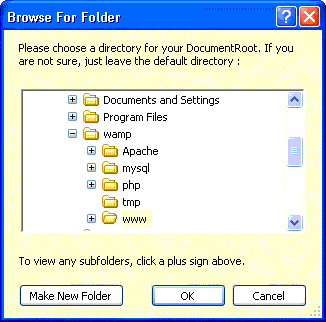 Browse For Folder
Please choose a directory for your DocumentRoot. If you
are not sure, just leave the default directory :
Documents and Settings
Program Files
wamp
Apache
mysql
php
tmp
www
To view any subfolders, click a plus sign above.
Make New Folder
OK
Cancel